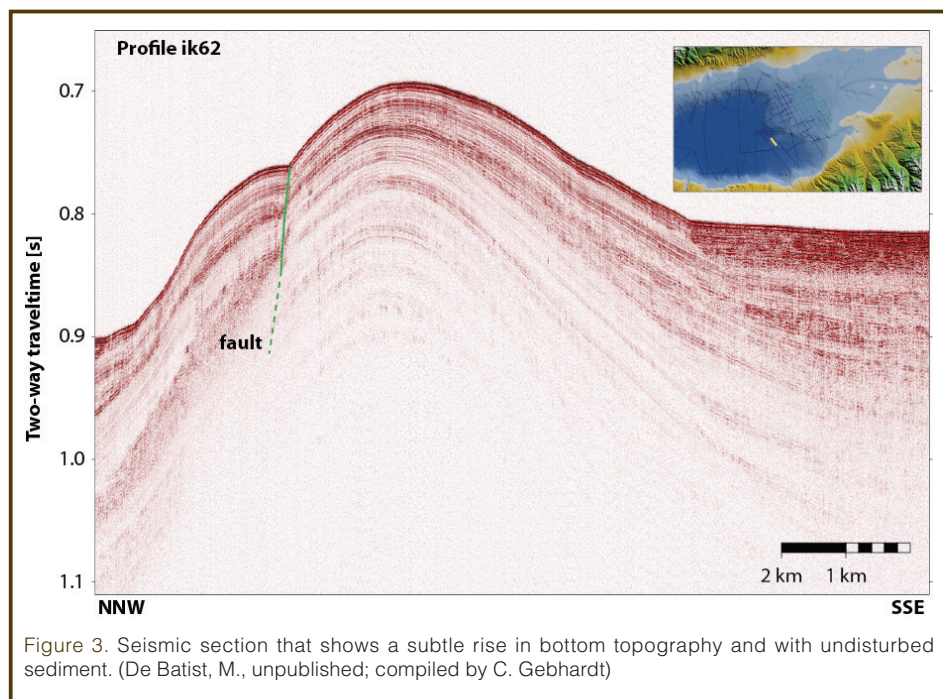 Profile ik62
0.7
0.8
0.9
1.0
1.1
Two-way traveltime [s]
fault
2 km 1 km
NNW SSE
Figure 3. Seismic section that shows a subtle rise in bottom topography and with undisturbed
sediment. (De Batist, M., unpublished; compiled by C. Gebhardt)